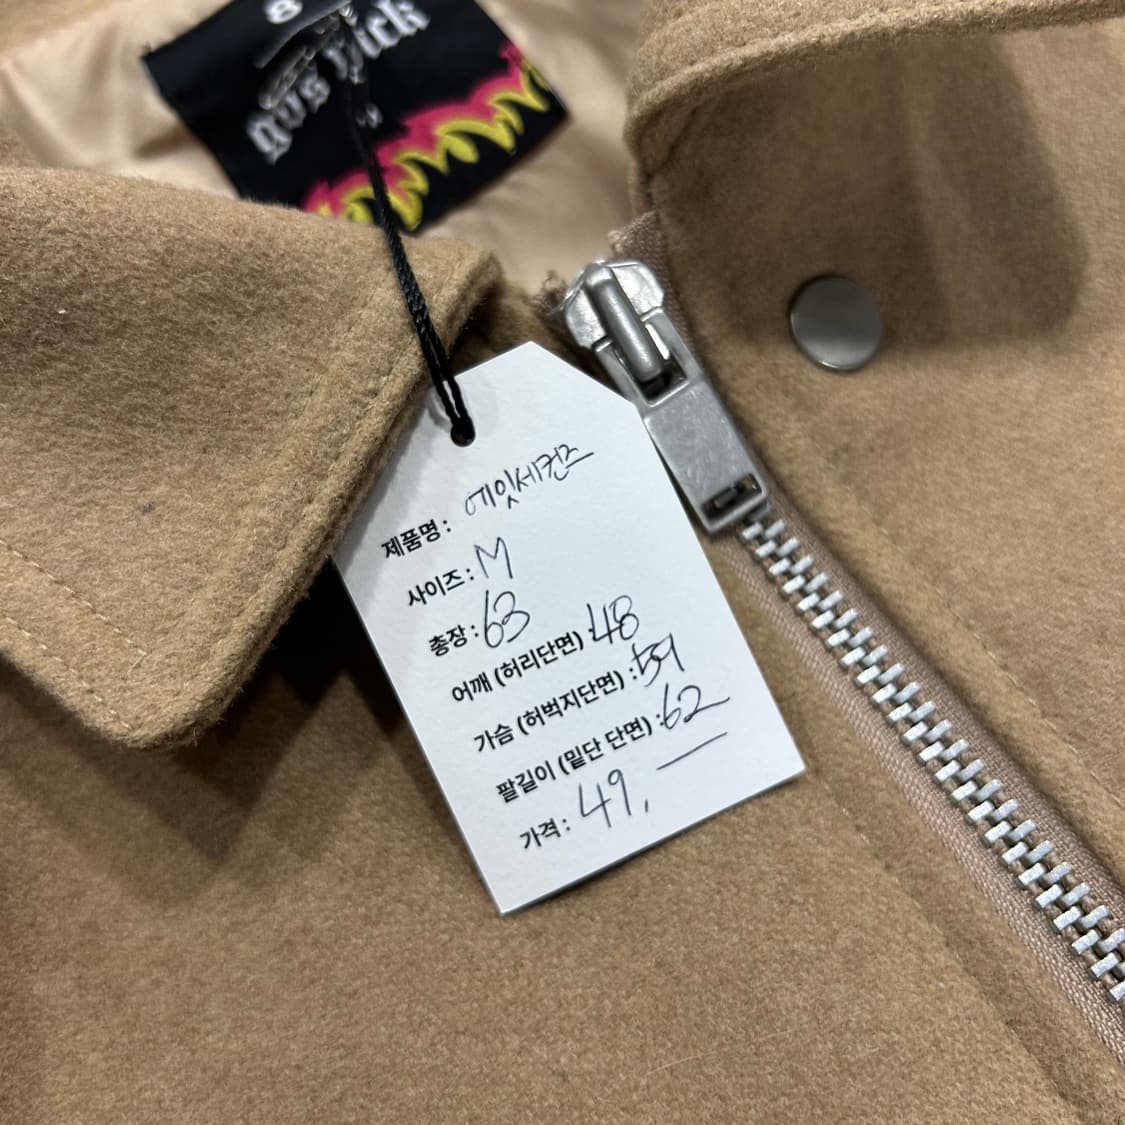 8
제품명 : 에잇세컨즈
사이즈 : M
총장 : 63
어깨 (허리단면) : 48
가슴 (허벅지단면) : 59
팔길이 (밑단 단면) : 62
가격 : 49,